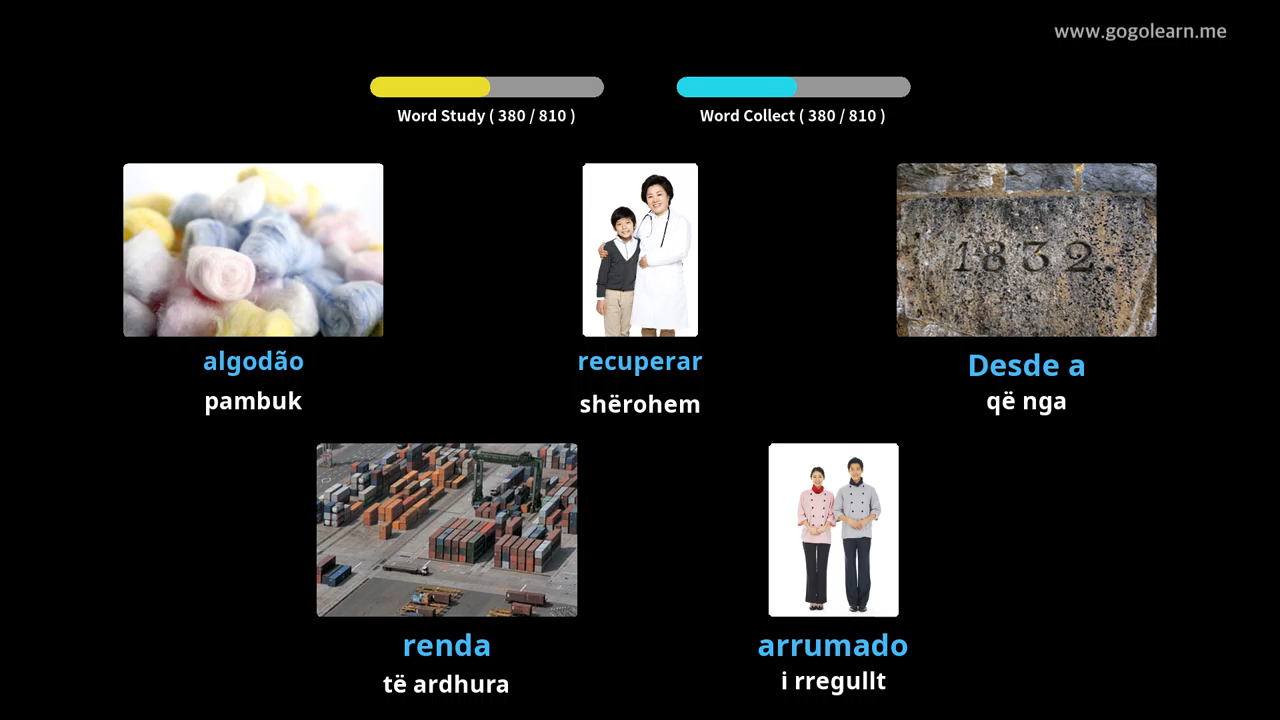 www.gogolearn.me
Word Study ( 380 / 810 )
Word Collect ( 380 / 810 )
1832.
algodão
pambuk
recuperar
shërohem
Desde a
që nga
renda
të ardhura
arrumado
i rregullt